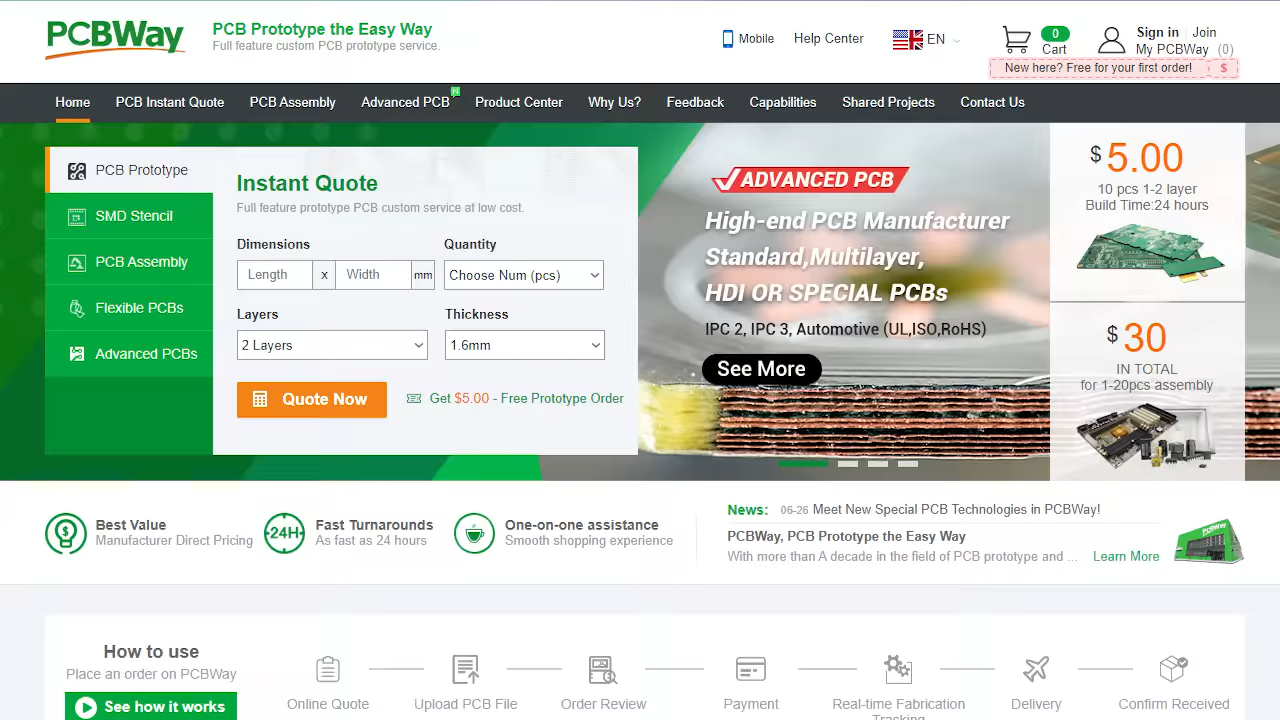 PCBWay
PCB Prototype the Easy Way
Full feature custom PCB prototype service.
Mobile
Help Center
EN
0
Cart
Sign in
Join
My PCBWay (0)
New here? Free for your first order!
$
Home
PCB Instant Quote
PCB Assembly
Advanced PCB
N
Product Center
Why Us?
Feedback
Capabilities
Shared Projects
Contact Us
PCB Prototype
SMD Stencil
PCB Assembly
Flexible PCBs
Advanced PCBs
Instant Quote
Full feature prototype PCB custom service at low cost.
Dimensions
Quantity
Length
x
Width
mm
Choose Num (pcs)
Layers
Thickness
2 Layers
1.6mm
Quote Now
Get $5.00 - Free Prototype Order
ADVANCED PCB
High-end PCB Manufacturer
Standard,Multilayer,
HDI OR SPECIAL PCBs
IPC 2, IPC 3, Automotive (UL,ISO,RoHS)
See More
$ 5.00
10 pcs 1-2 layer
Build Time:24 hours
$ 30
IN TOTAL
for 1-20pcs assembly
Best Value
Manufacturer Direct Pricing
24H
Fast Turnarounds
As fast as 24 hours
One-on-one assistance
Smooth shopping experience
News:
06-26 Meet New Special PCB Technologies in PCBWay!
PCBWay, PCB Prototype the Easy Way
With more than A decade in the field of PCB prototype and ...
Learn More
PCBWay
How to use
Place an order on PCBWay
See how it works
Online Quote
Upload PCB File
Order Review
Payment
Real-time Fabrication
Tracking
Delivery
Confirm Received